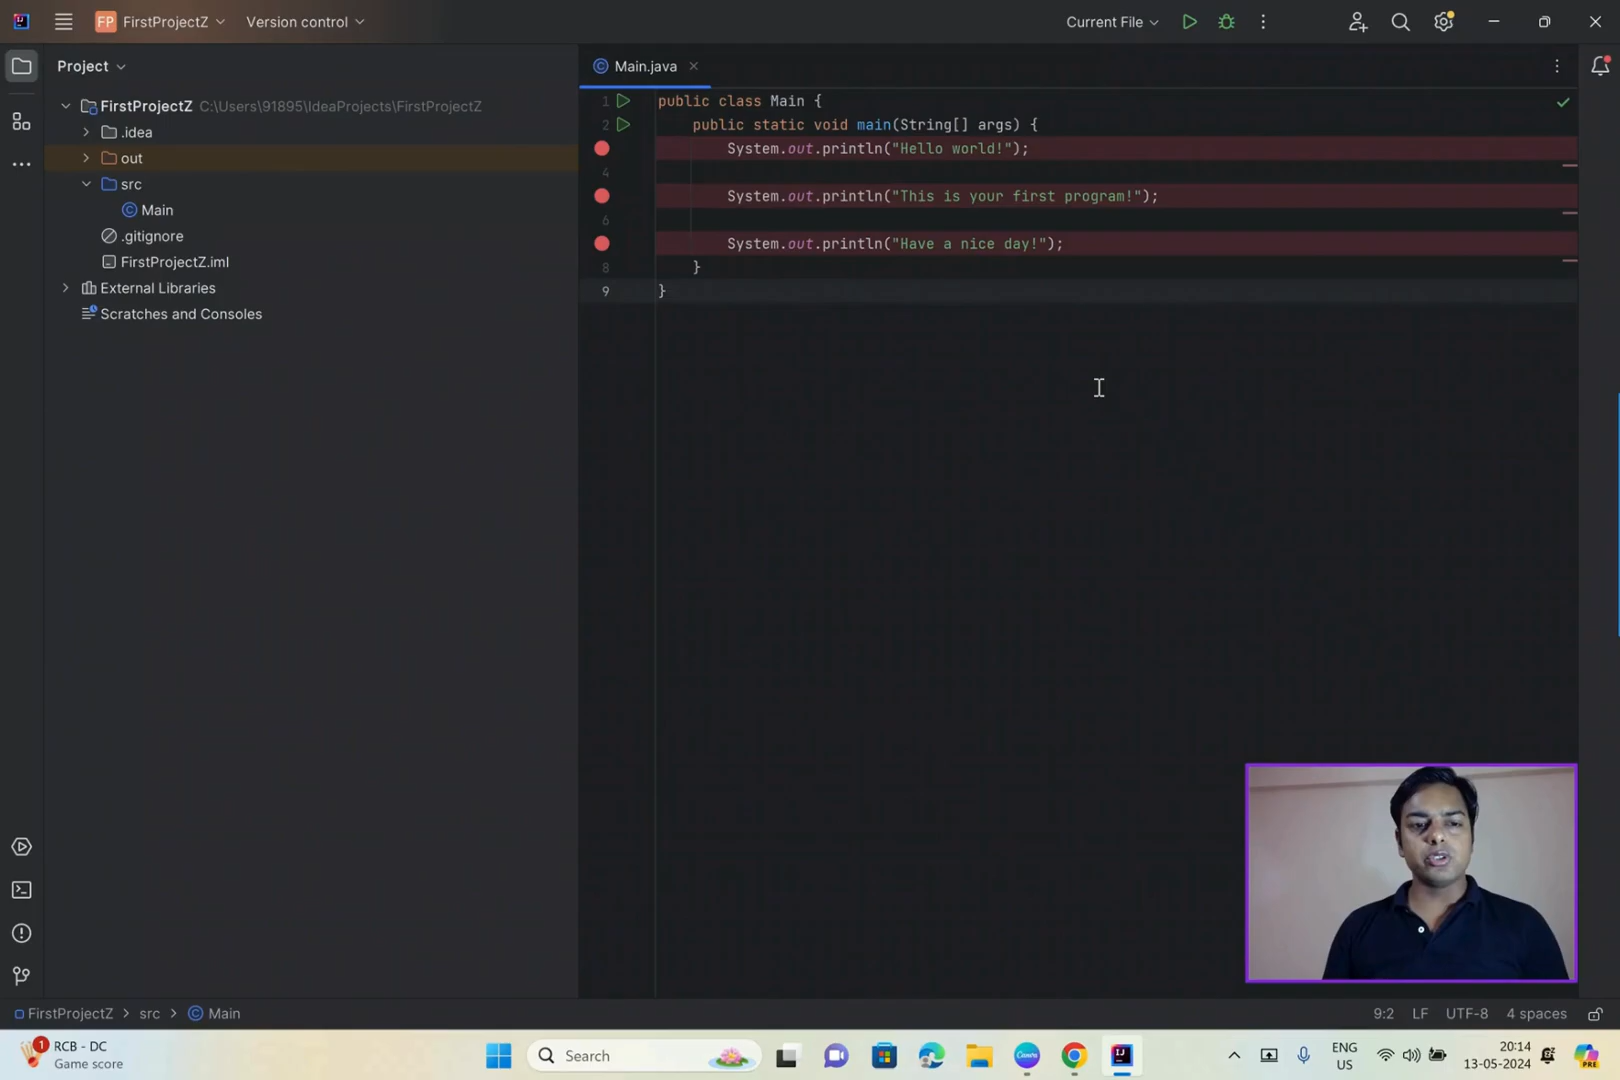 FP FirstProjectZ Version control Current File
Project
FirstProjectZ C:\Users\91895\IdeaProjects\FirstProjectZ
.idea
out
src
Main
.gitignore
FirstProjectZ.iml
External Libraries
Scratches and Consoles
Main.java
1 public class Main {
2 public static void main(String[] args) {
System.out.println("Hello world!");
4
System.out.println("This is your first program!");
6
System.out.println("Have a nice day!");
8 }
9 }
FirstProjectZ > src > Main 9:2 LF UTF-8 4 spaces
1 RCB - DC
Game score
Search
Canva
IJ
ENG
US
20:14
13-05-2024
PRE